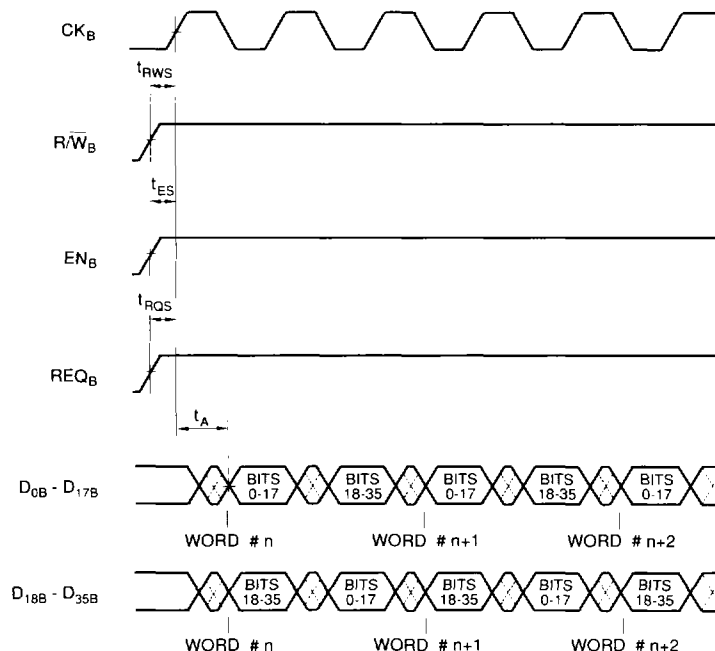 CKB
tRWS
R/W̅B
tES
ENB
tRQS
REQB
tA
D0B - D17B
BITS 0-17
BITS 18-35
BITS 0-17
BITS 18-35
BITS 0-17
WORD # n
WORD # n+1
WORD # n+2
D18B - D35B
BITS 18-35
BITS 0-17
BITS 18-35
BITS 0-17
BITS 18-35
WORD # n
WORD # n+1
WORD # n+2